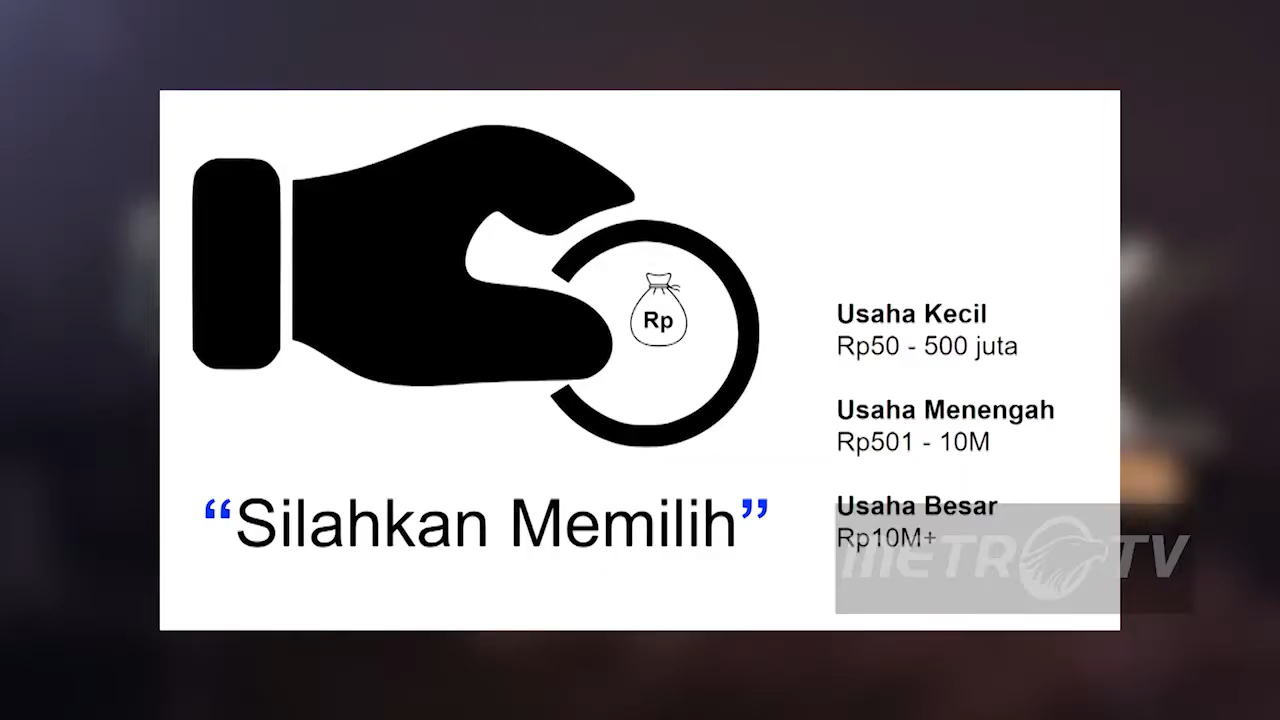 Rp
“Silahkan Memilih”
Usaha Kecil
Rp50 - 500 juta
Usaha Menengah
Rp501 - 10M
Usaha Besar
Rp10M+
METRO TV